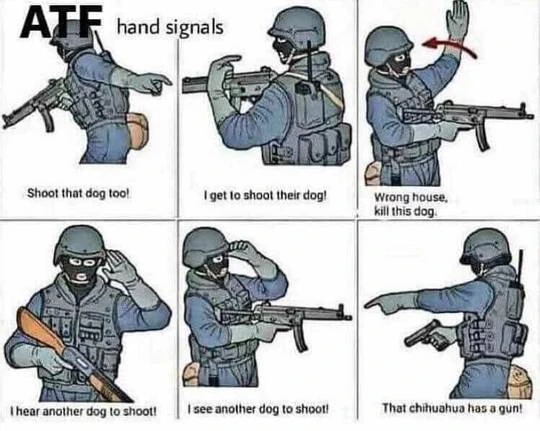 ATF hand signals
Shoot that dog too!
I get to shoot their dog!
Wrong house,
kill this dog.
I hear another dog to shoot!
I see another dog to shoot!
That chihuahua has a gun!